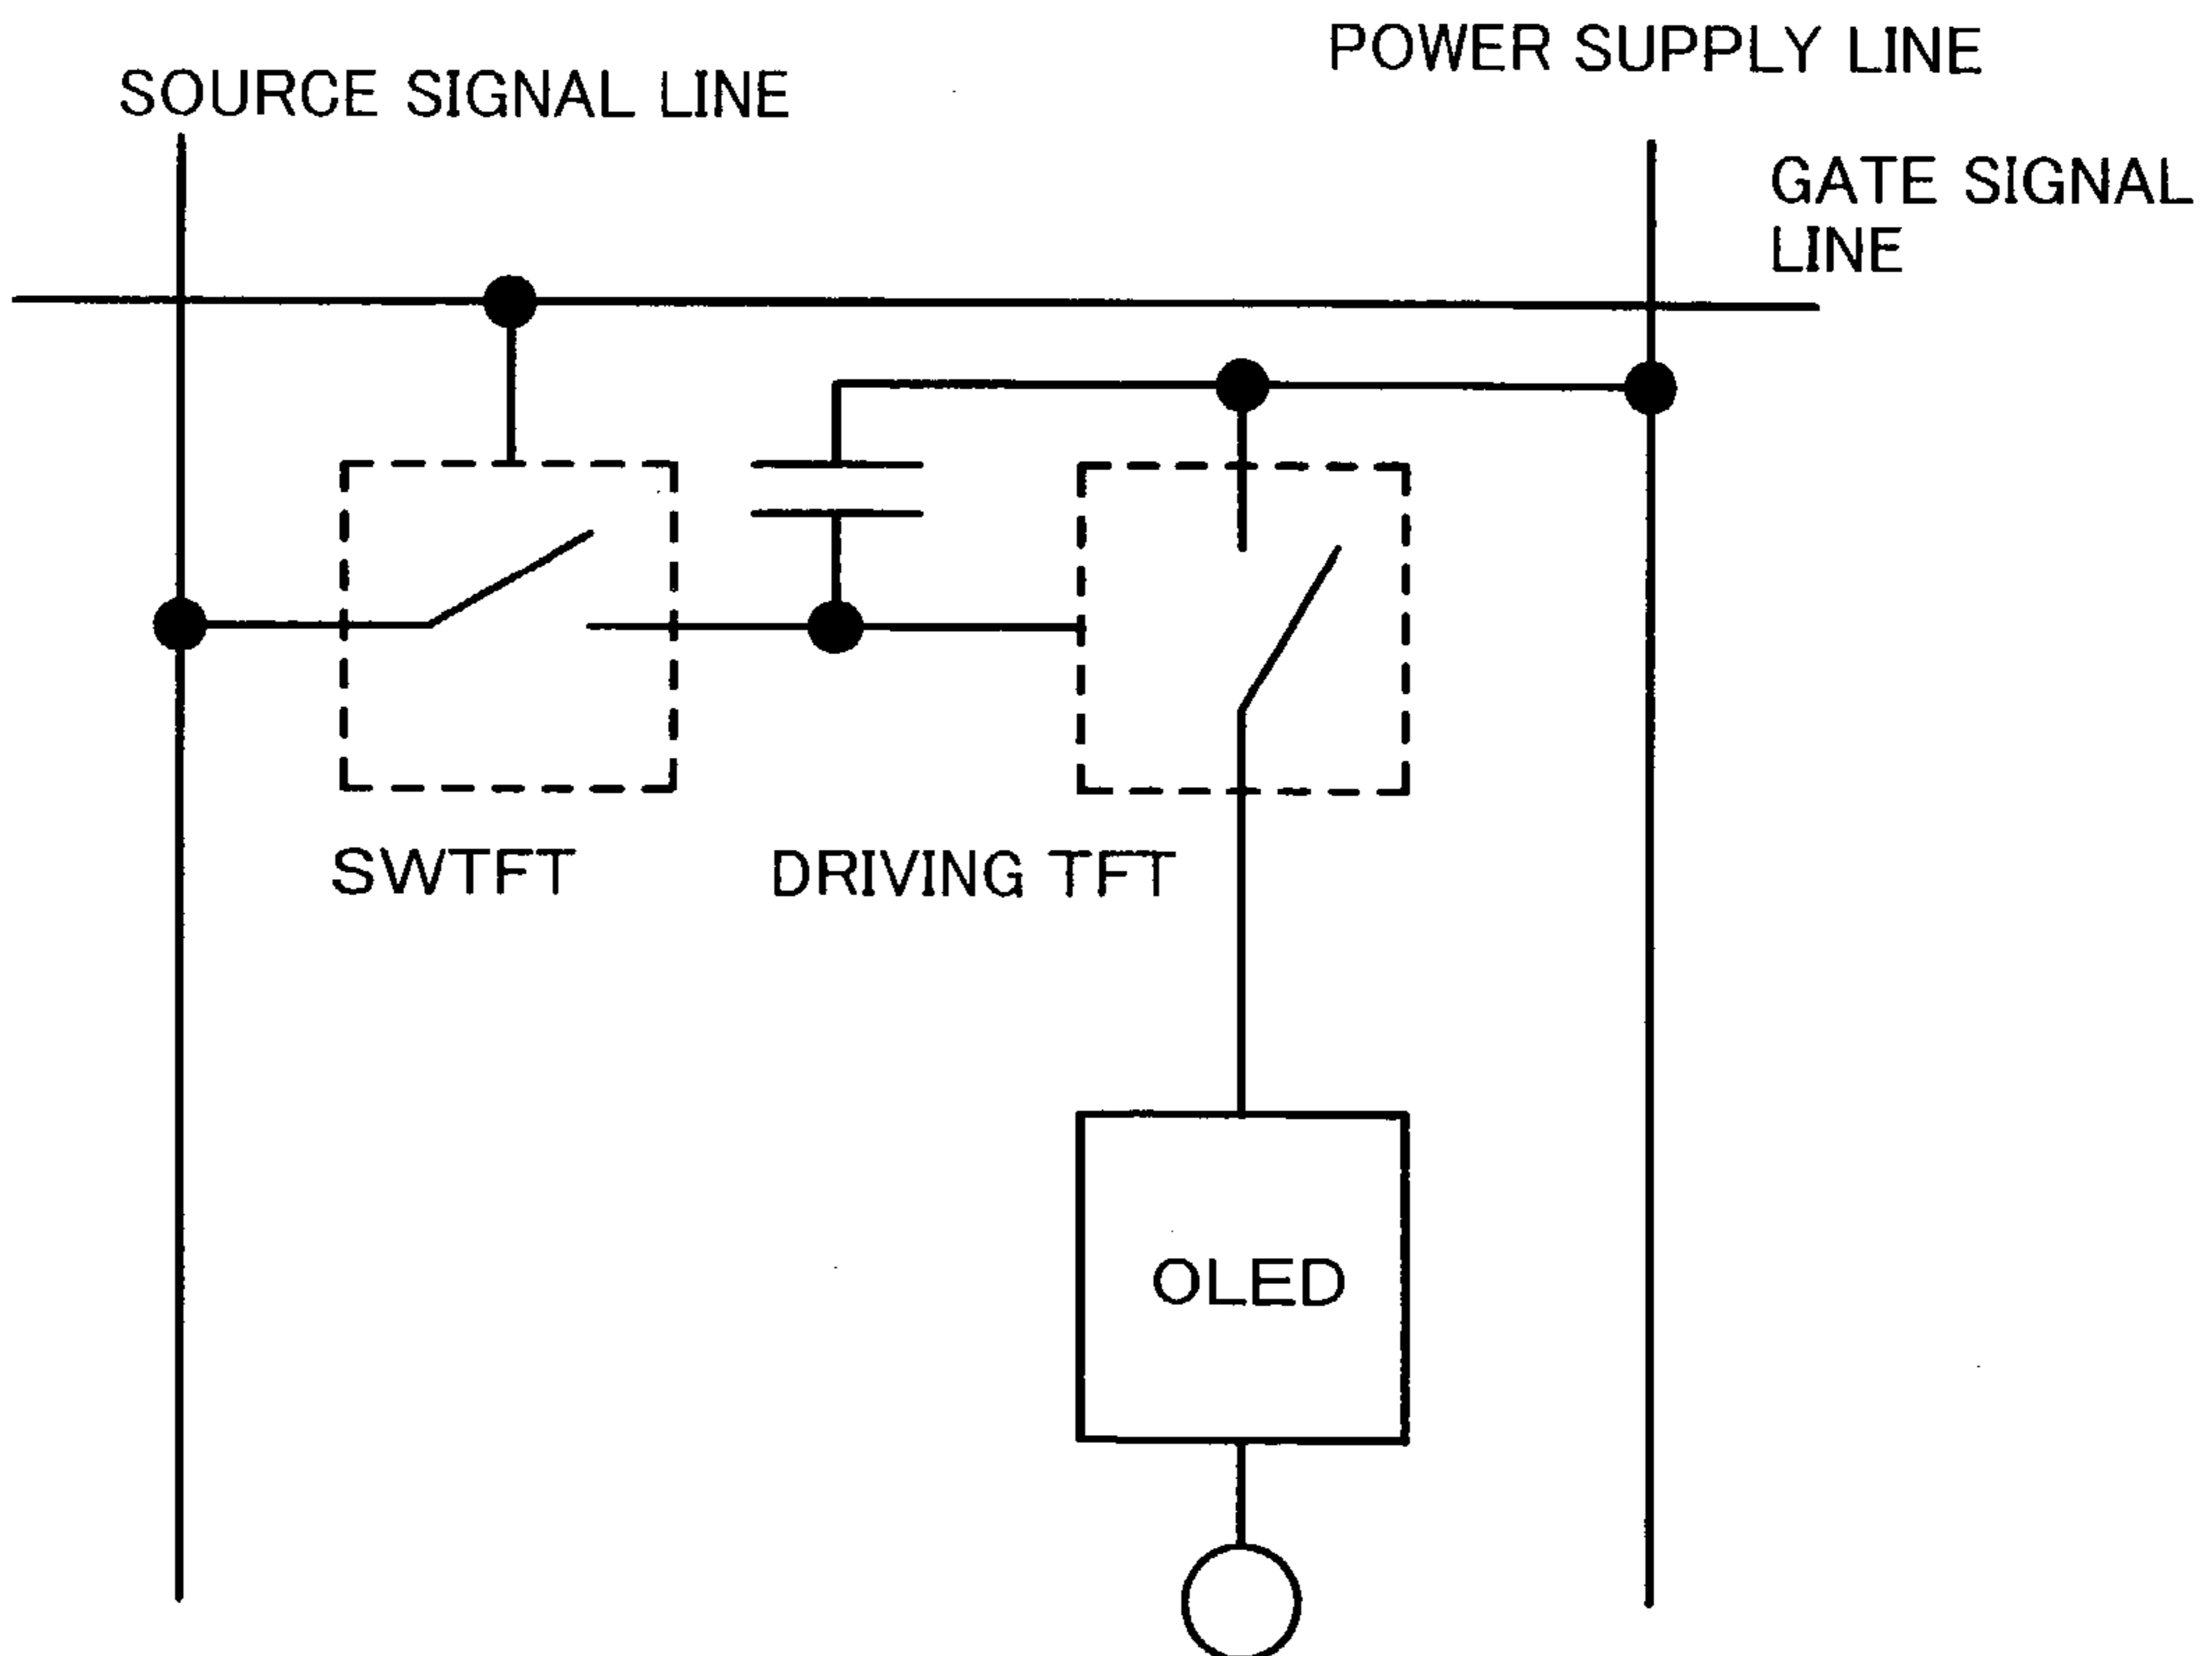 POWER SUPPLY LINE
SOURCE SIGNAL LINE
GATE SIGNAL
LINE
SWTFT
DRIVING TFT
OLED